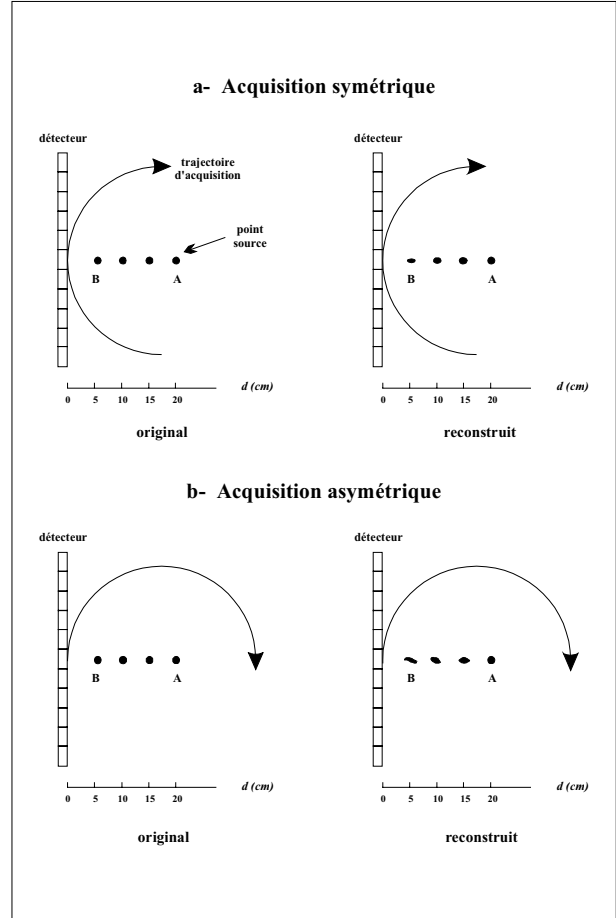 a- Acquisition symétrique
détecteur
trajectoire
d'acquisition
point
source
B
A
d (cm)
0 5 10 15 20
original
détecteur
B
A
d (cm)
0 5 10 15 20
reconstruit
b- Acquisition asymétrique
détecteur
B
A
d (cm)
0 5 10 15 20
original
détecteur
B
A
d (cm)
0 5 10 15 20
reconstruit